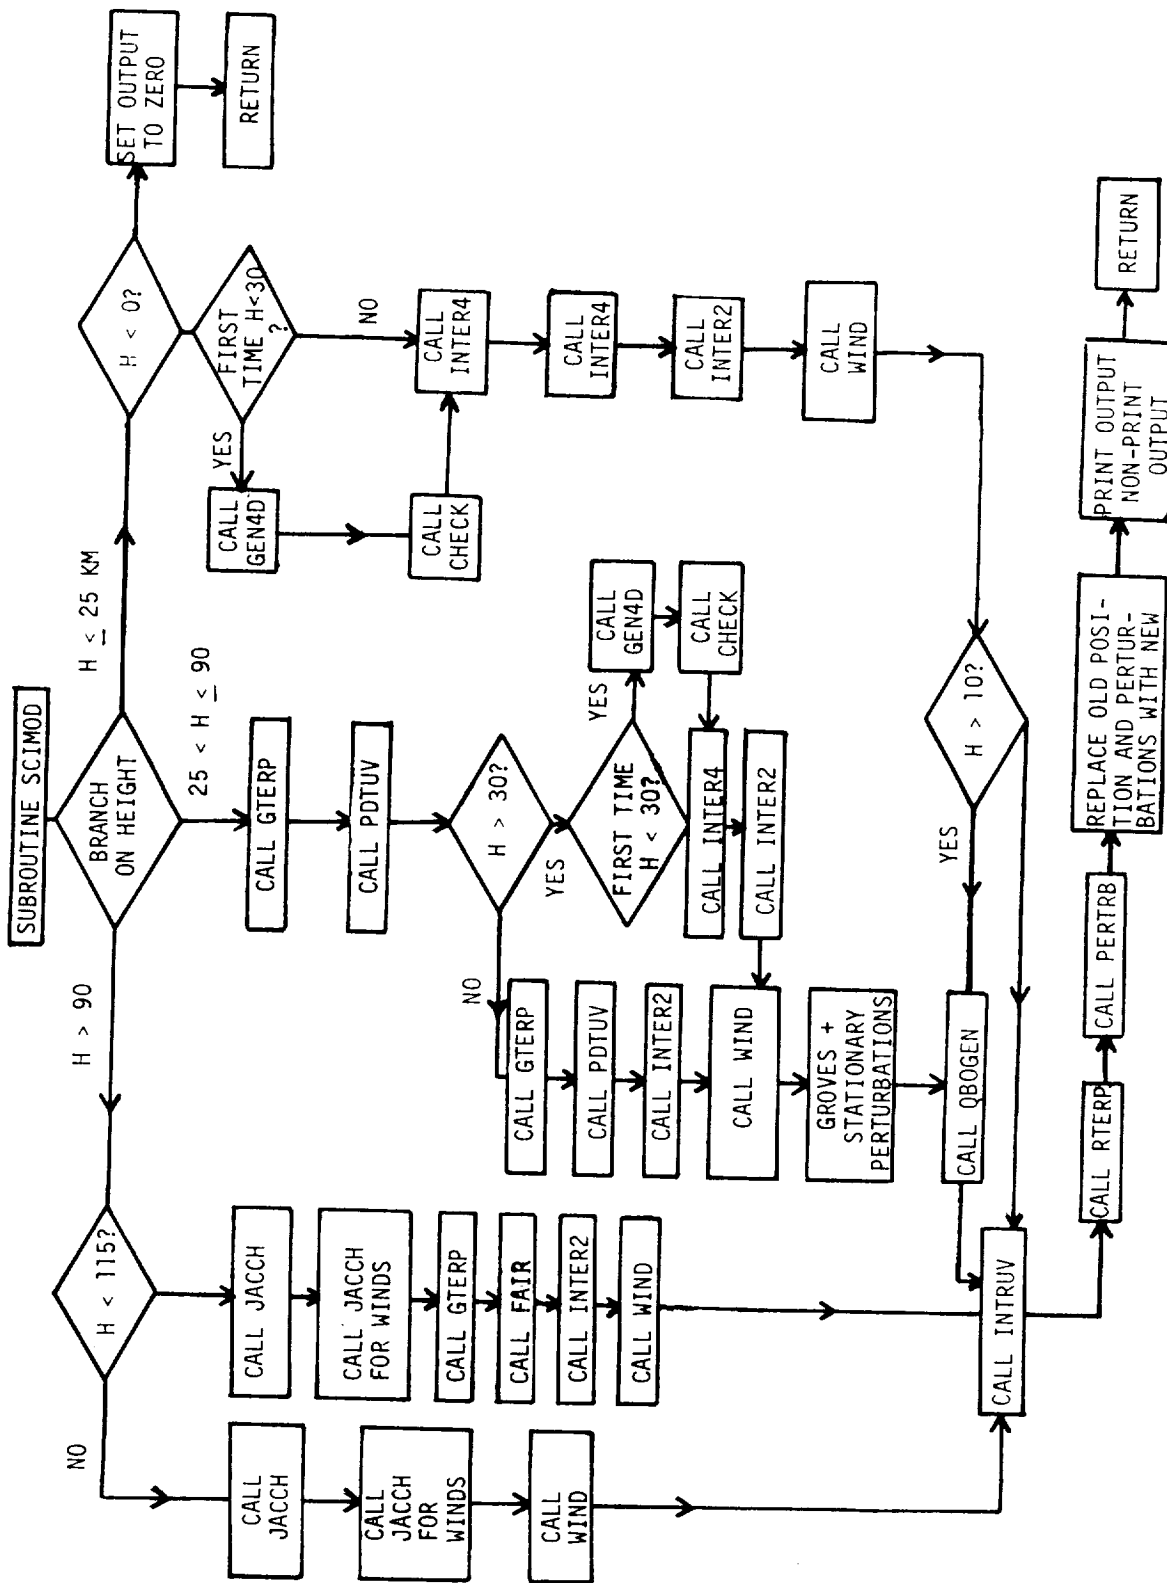 SUBROUTINE SCIMOD
BRANCH
ON HEIGHT
H > 90
25 < H ≤ 90
H ≤ 25 KM
H < 115?
NO
CALL
JACCH
CALL
JACCH
FOR
WINDS
CALL
WIND
CALL JACCH
CALL JACCH
FOR WINDS
CALL GTERP
CALL FAIR
CALL INTER2
CALL WIND
CALL GTERP
CALL PDTUV
H > 30?
NO
YES
CALL GTERP
CALL PDTUV
CALL INTER2
CALL WIND
GROVES +
STATIONARY
PERTURBATIONS
CALL QBOGEN
FIRST TIME
H < 30?
YES
CALL
GEN4D
CALL
CHECK
CALL INTER4
CALL INTER2
H < 0?
SET OUTPUT
TO ZERO
RETURN
FIRST
TIME H<30
?
YES
NO
CALL
GEN4D
CALL
CHECK
CALL
INTER4
CALL
INTER4
CALL
INTER2
CALL
WIND
H > 10?
YES
CALL INTRUV
CALL RTERP
CALL PERTRB
REPLACE OLD POSI-
TION AND PERTUR-
BATIONS WITH NEW
PRINT OUTPUT
NON-PRINT
OUTPUT
RETURN